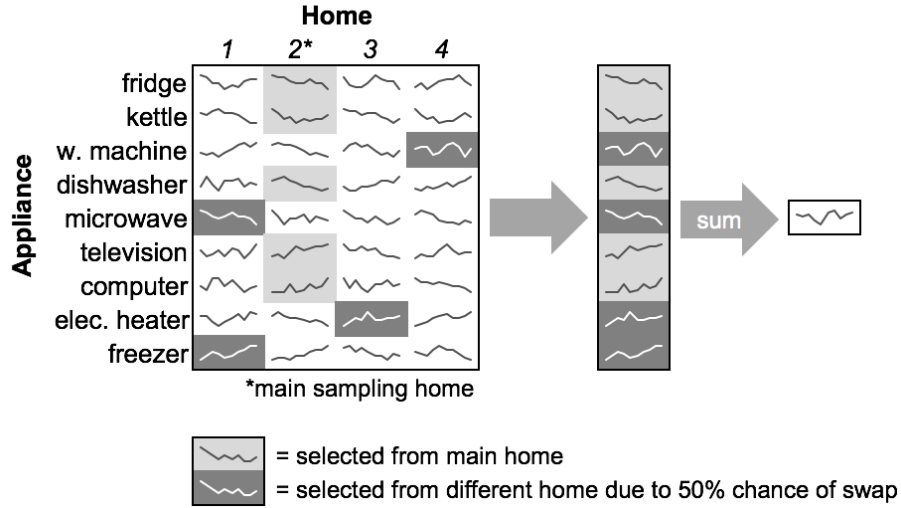 Home
1 2* 3 4
Appliance
fridge
kettle
w. machine
dishwasher
microwave
television
computer
elec. heater
freezer
sum
*main sampling home
= selected from main home
= selected from different home due to 50% chance of swap